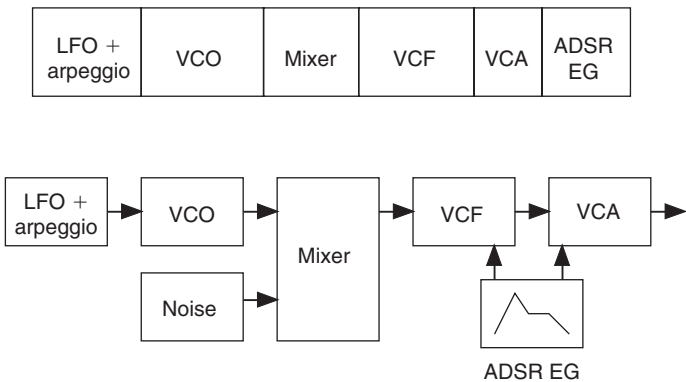 LFO +
arpeggio
VCO
Mixer
VCF
VCA
ADSR
EG
LFO +
arpeggio
VCO
Noise
Mixer
VCF
VCA
ADSR EG